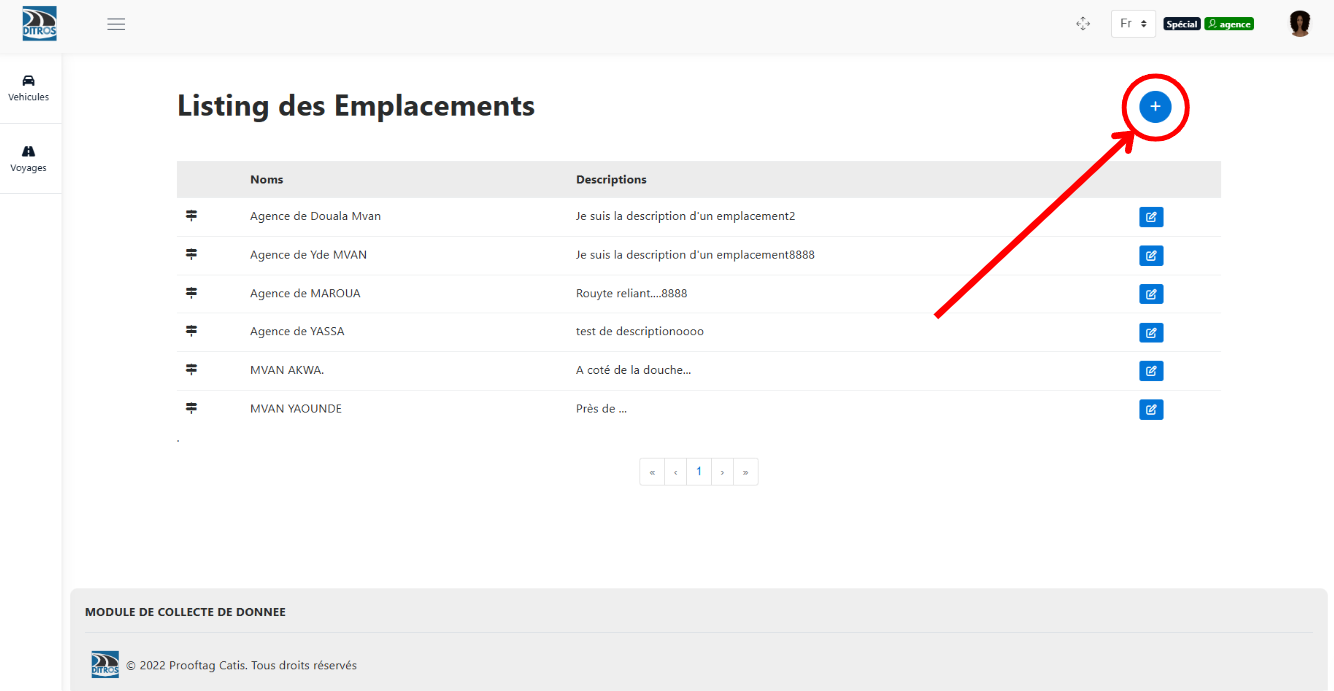 DITROS
Fr
Spécial agence
Vehicules
Voyages
Listing des Emplacements
Noms Descriptions
Agence de Douala Mvan Je suis la description d'un emplacement2
Agence de Yde MVAN Je suis la description d'un emplacement8888
Agence de MAROUA Rouyte reliant....8888
Agence de YASSA test de descriptionoooo
MVAN AKWA. A coté de la douche...
MVAN YAOUNDE Près de ...
.
« ‹ 1 › »
MODULE DE COLLECTE DE DONNEE
DITROS © 2022 Prooftag Catis. Tous droits réservés